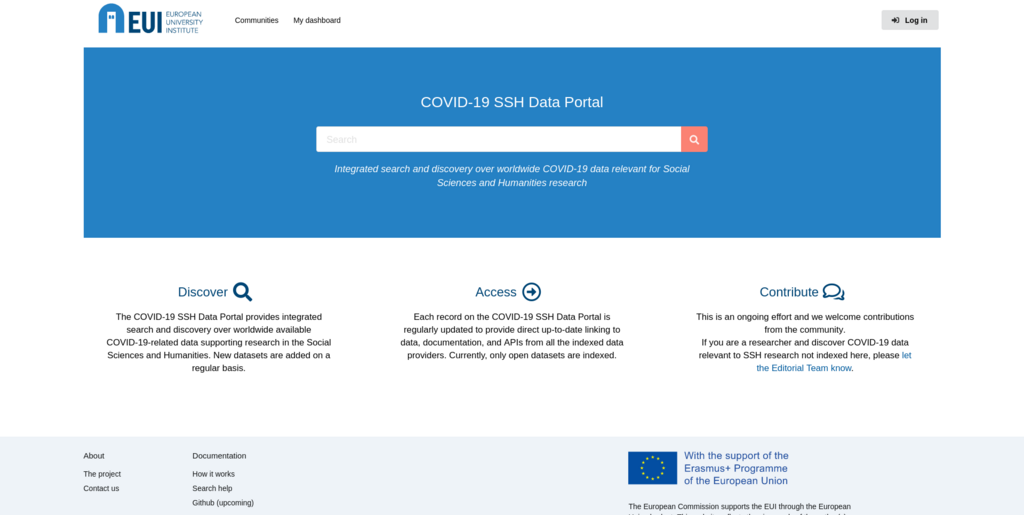 EUI
EUROPEAN
UNIVERSITY
INSTITUTE
Communities
My dashboard
Log in
COVID-19 SSH Data Portal
Search
Integrated search and discovery over worldwide COVID-19 data relevant for Social
Sciences and Humanities research
Discover
The COVID-19 SSH Data Portal provides integrated
search and discovery over worldwide available
COVID-19-related data supporting research in the Social
Sciences and Humanities. New datasets are added on a
regular basis.
Access
Each record on the COVID-19 SSH Data Portal is
regularly updated to provide direct up-to-date linking to
data, documentation, and APIs from all the indexed data
providers. Currently, only open datasets are indexed.
Contribute
This is an ongoing effort and we welcome contributions
from the community.
If you are a researcher and discover COVID-19 data
relevant to SSH research not indexed here, please let
the Editorial Team know.
About
The project
Contact us
Documentation
How it works
Search help
Github (upcoming)
With the support of the
Erasmus+ Programme
of the European Union
The European Commission supports the EUI through the European